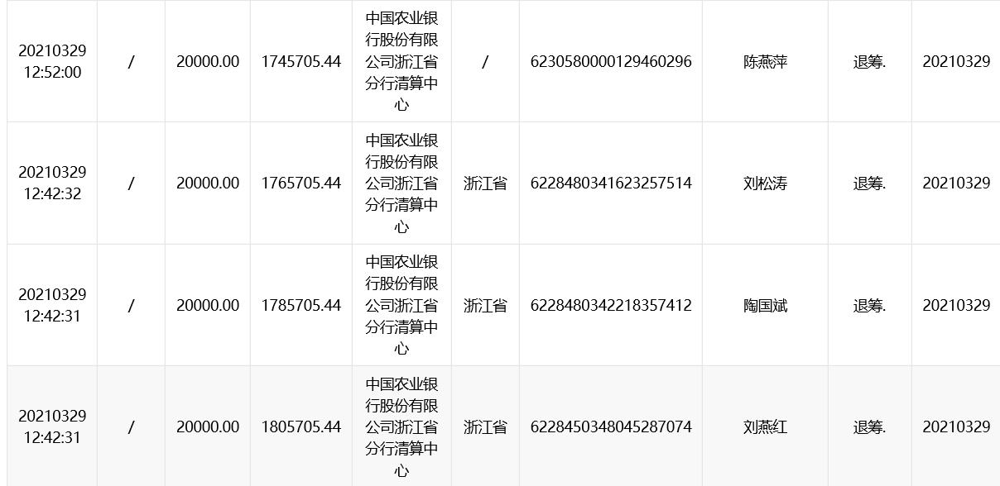 中国农业银
行股份有限
20210329 / 20000.00 1745705.44 公司浙江省 / 6230580000129460296 陈燕萍 退筹. 20210329
12:52:00 分行清算中
心
中国农业银
行股份有限
20210329 / 20000.00 1765705.44 公司浙江省 浙江省 6228480341623257514 刘松涛 退筹. 20210329
12:42:32 分行清算中
心
中国农业银
行股份有限
20210329 / 20000.00 1785705.44 公司浙江省 浙江省 6228480342218357412 陶国斌 退筹. 20210329
12:42:31 分行清算中
心
中国农业银
行股份有限
20210329 / 20000.00 1805705.44 公司浙江省 浙江省 6228450348045287074 刘燕红 退筹. 20210329
12:42:31 分行清算中
心